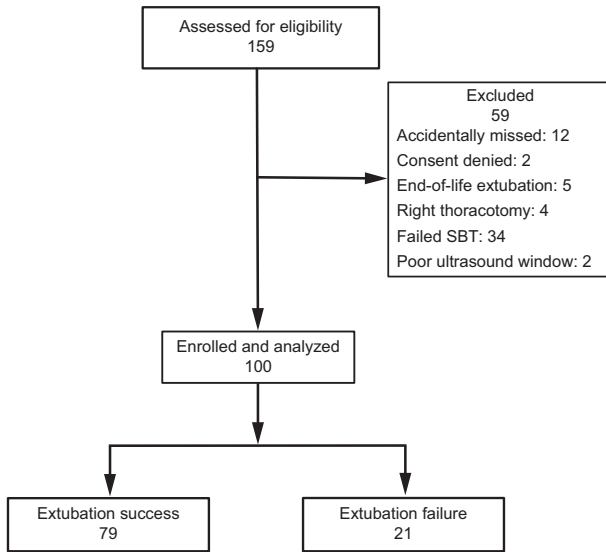 Assessed for eligibility
159
Excluded
59
Accidentally missed: 12
Consent denied: 2
End-of-life extubation: 5
Right thoracotomy: 4
Failed SBT: 34
Poor ultrasound window: 2
Enrolled and analyzed
100
Extubation success
79
Extubation failure
21